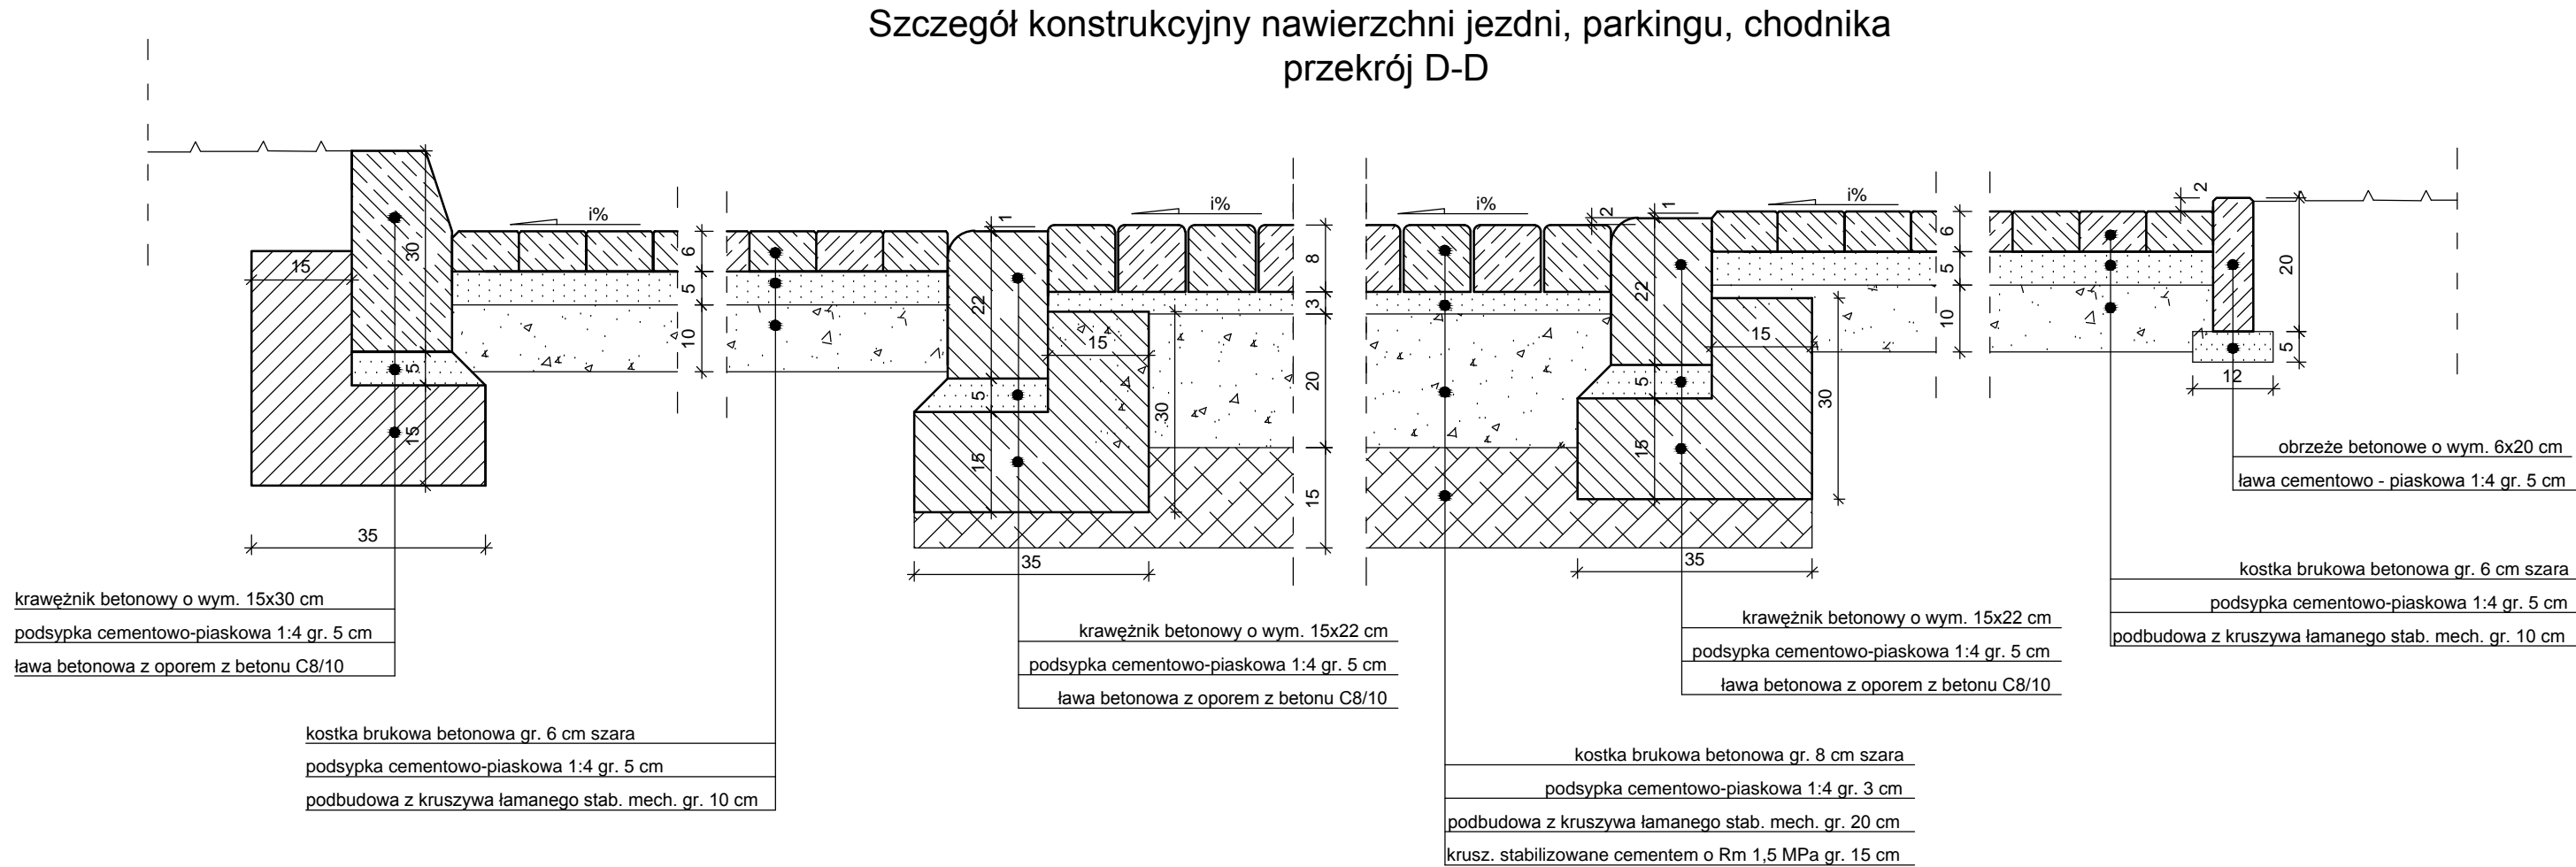 Szczegół konstrukcyjny nawierzchni jezdni, parkingu, chodnika
przekrój D-D
i%
i%
i%
i%
15
30
5
15
35
6
5
10
1
22
5
15
15
30
35
8
3
20
15
2
1
22
5
15
15
30
35
6
5
10
2
20
5
12
krawężnik betonowy o wym. 15x30 cm
podsypka cementowo-piaskowa 1:4 gr. 5 cm
ława betonowa z oporem z betonu C8/10
kostka brukowa betonowa gr. 6 cm szara
podsypka cementowo-piaskowa 1:4 gr. 5 cm
podbudowa z kruszywa łamanego stab. mech. gr. 10 cm
krawężnik betonowy o wym. 15x22 cm
podsypka cementowo-piaskowa 1:4 gr. 5 cm
ława betonowa z oporem z betonu C8/10
kostka brukowa betonowa gr. 8 cm szara
podsypka cementowo-piaskowa 1:4 gr. 3 cm
podbudowa z kruszywa łamanego stab. mech. gr. 20 cm
krusz. stabilizowane cementem o Rm 1,5 MPa gr. 15 cm
krawężnik betonowy o wym. 15x22 cm
podsypka cementowo-piaskowa 1:4 gr. 5 cm
ława betonowa z oporem z betonu C8/10
obrzeże betonowe o wym. 6x20 cm
ława cementowo - piaskowa 1:4 gr. 5 cm
kostka brukowa betonowa gr. 6 cm szara
podsypka cementowo-piaskowa 1:4 gr. 5 cm
podbudowa z kruszywa łamanego stab. mech. gr. 10 cm